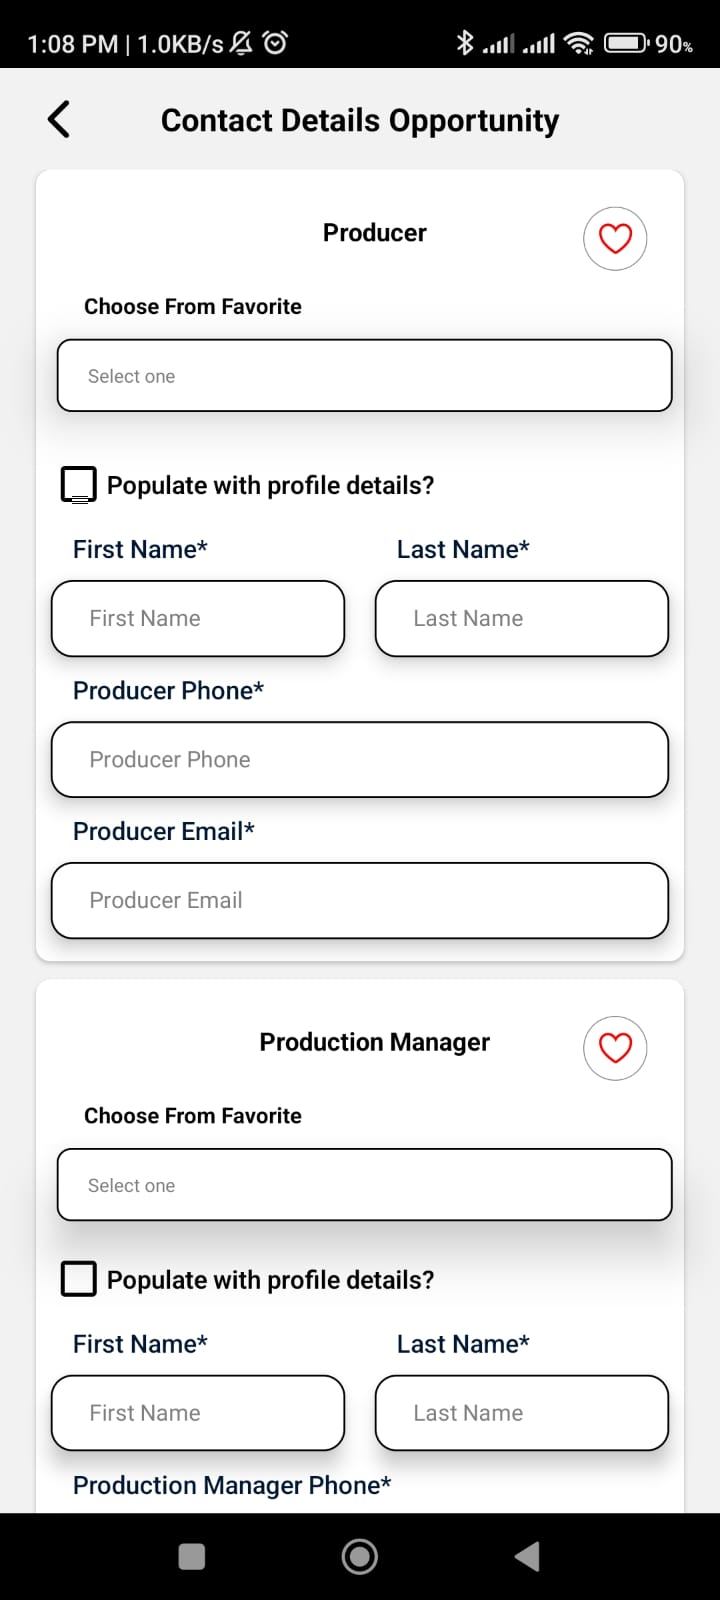 1:08 PM | 1.0KB/s 90%
Contact Details Opportunity
Producer
Choose From Favorite
Select one
Populate with profile details?
First Name* Last Name*
First Name Last Name
Producer Phone*
Producer Phone
Producer Email*
Producer Email
Production Manager
Choose From Favorite
Select one
Populate with profile details?
First Name* Last Name*
First Name Last Name
Production Manager Phone*